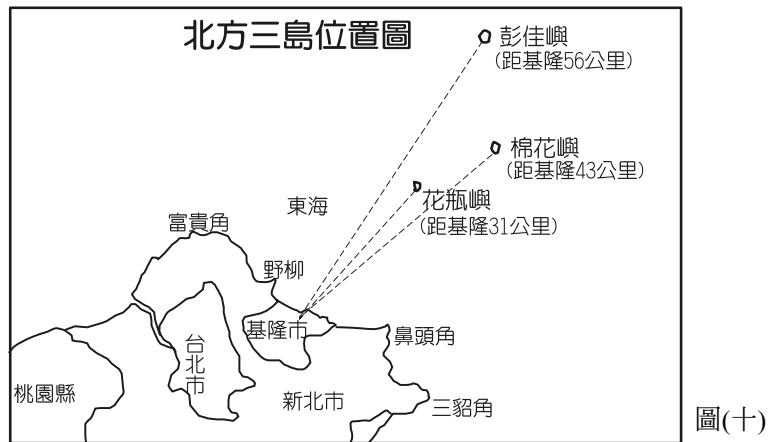 北方三島位置圖
彭佳嶼
(距基隆56公里)
棉花嶼
(距基隆43公里)
花瓶嶼
(距基隆31公里)
東海
富貴角
野柳
基隆市
鼻頭角
台北市
桃園縣
新北市
三貂角
圖(十)